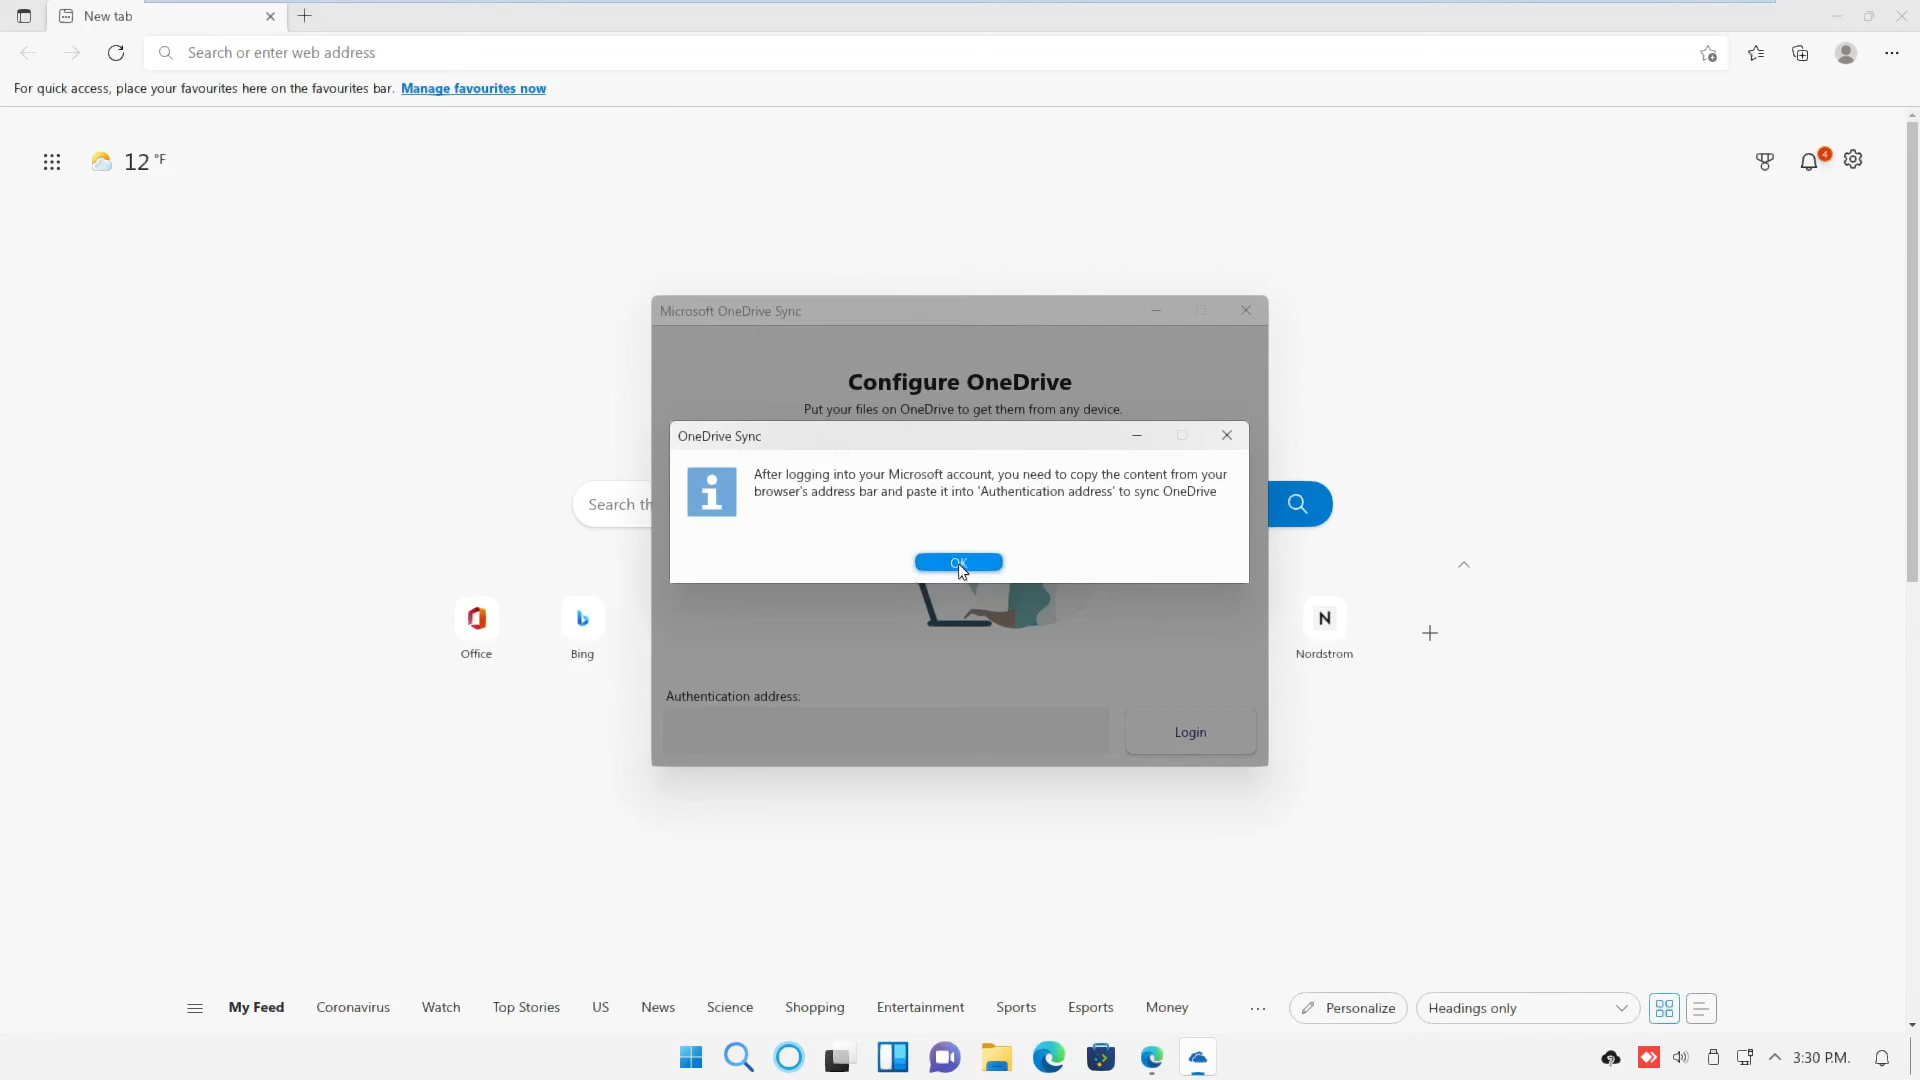 New tab
Search or enter web address
For quick access, place your favourites here on the favourites bar. Manage favourites now
12 °F
4
Microsoft OneDrive Sync
Configure OneDrive
Put your files on OneDrive to get them from any device.
OneDrive Sync
After logging into your Microsoft account, you need to copy the content from your
browser's address bar and paste it into 'Authentication address' to sync OneDrive
Search th
OK
Office
Bing
N
Nordstrom
Authentication address:
Login
My Feed
Coronavirus
Watch
Top Stories
US
News
Science
Shopping
Entertainment
Sports
Esports
Money
Personalize
Headings only
3:30 P.M.